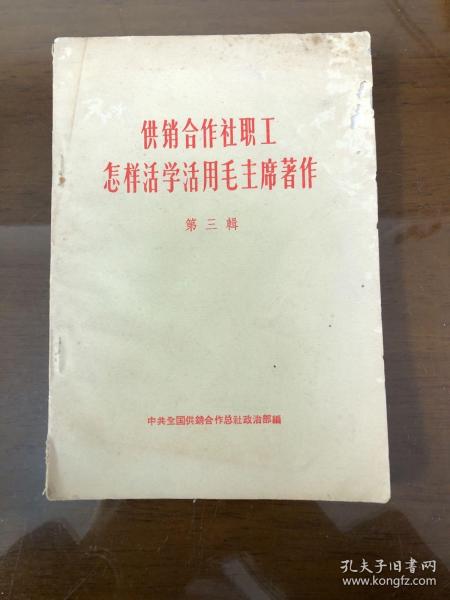 供销合作社职工
怎样活学活用毛主席著作
第三輯
中共全国供銷合作总社政治部編
孔夫子旧书网
www.kongfz.com